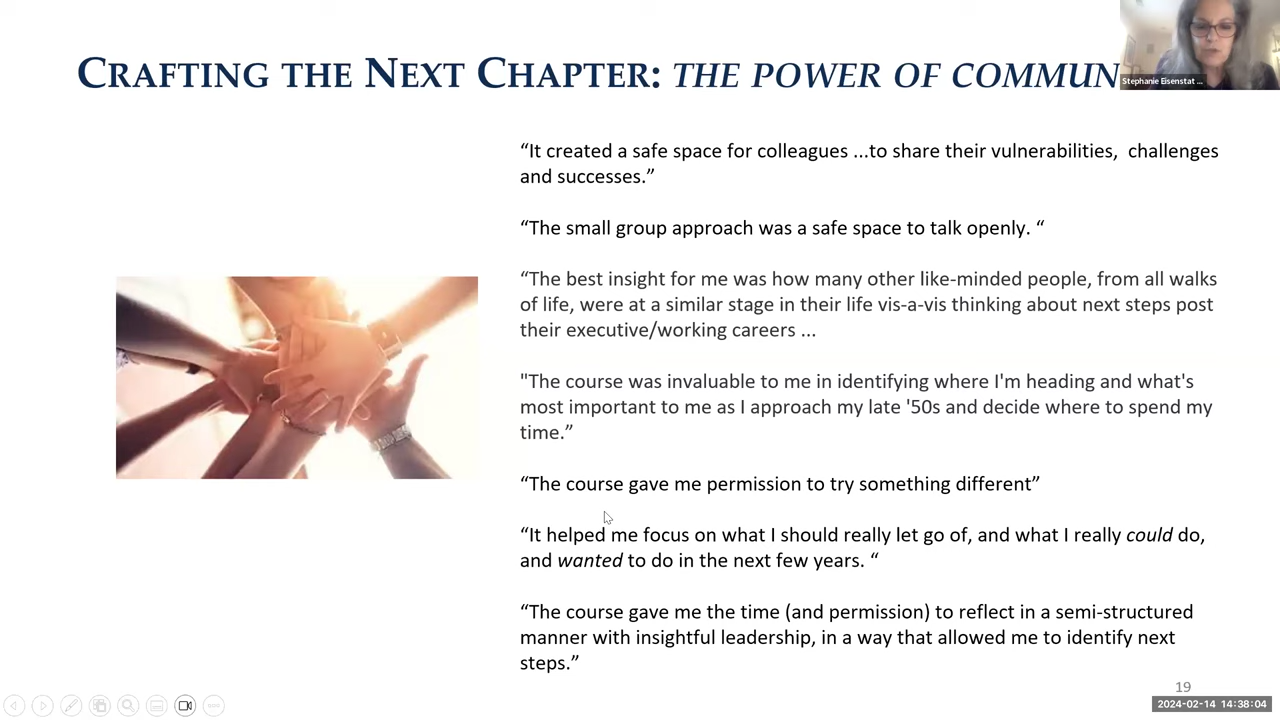 CRAFTING THE NEXT CHAPTER: THE POWER OF COMMUN
Stephanie Eisenstat ...
“It created a safe space for colleagues ...to share their vulnerabilities,  challenges
and successes.”
“The small group approach was a safe space to talk openly. “
“The best insight for me was how many other like-minded people, from all walks
of life, were at a similar stage in their life vis-a-vis thinking about next steps post
their executive/working careers ...
"The course was invaluable to me in identifying where I'm heading and what's
most important to me as I approach my late '50s and decide where to spend my
time.”
“The course gave me permission to try something different”
“It helped me focus on what I should really let go of, and what I really could do,
and wanted to do in the next few years. “
“The course gave me the time (and permission) to reflect in a semi-structured
manner with insightful leadership, in a way that allowed me to identify next
steps.”
19
2024-02-14 14:38:04